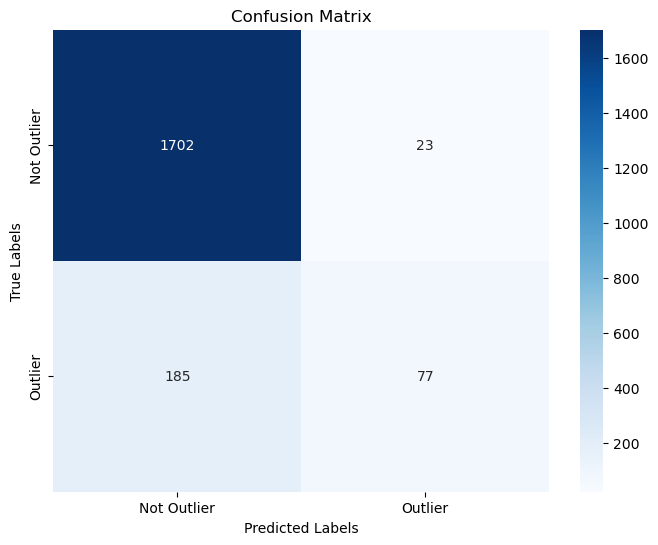 Confusion Matrix
True Labels
Not Outlier
Outlier
1702
23
185
77
Not Outlier
Outlier
Predicted Labels
1600
1400
1200
1000
800
600
400
200